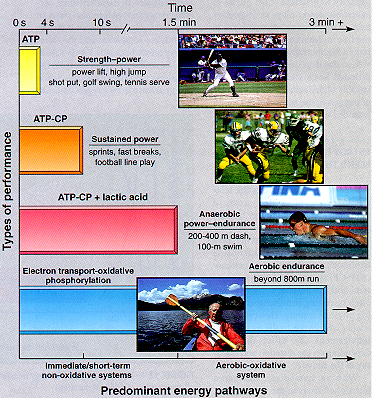 Time
0 s 4 s 10 s 1.5 min 3 min +
ATP
Strength–power
power lift, high jump
shot put, golf swing, tennis serve
ATP-CP
Sustained power
sprints, fast breaks,
football line play
ATP-CP + lactic acid
Anaerobic
power–endurance
200-400 m dash,
100-m swim
Electron transport-oxidative
phosphorylation
Aerobic endurance
beyond 800m run
Immediate/short-term
non-oxidative systems
Aerobic-oxidative
system
Predominant energy pathways
Types of performance